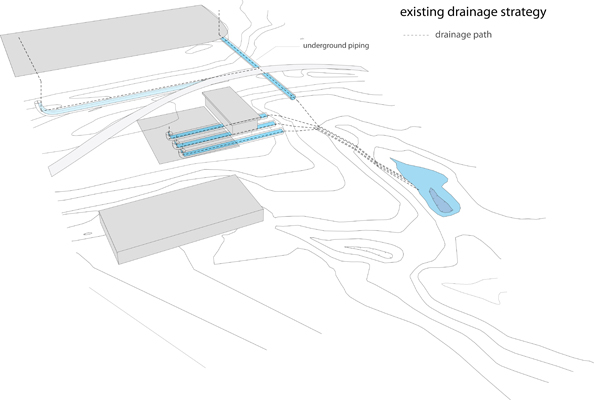 existing drainage strategy
drainage path
underground piping